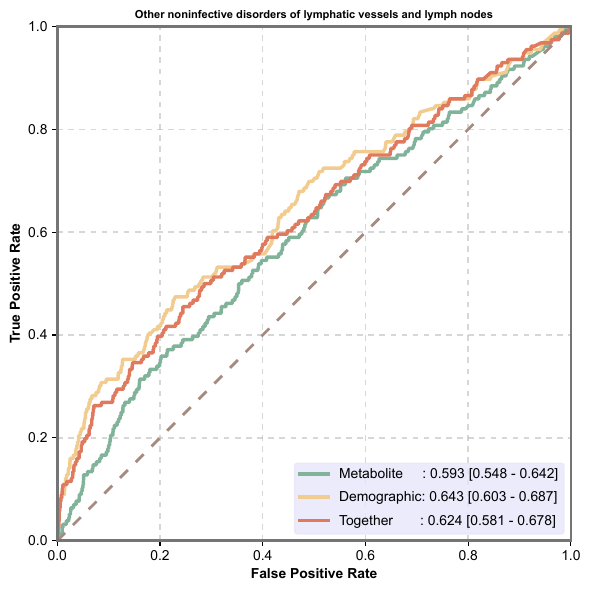 Other noninfective disorders of lymphatic vessels and lymph nodes
1.0
0.8
0.6
0.4
0.2
0.0
True Positive Rate
Metabolite : 0.593 [0.548 - 0.642]
Demographic: 0.643 [0.603 - 0.687]
Together : 0.624 [0.581 - 0.678]
0.0 0.2 0.4 0.6 0.8 1.0
False Positive Rate